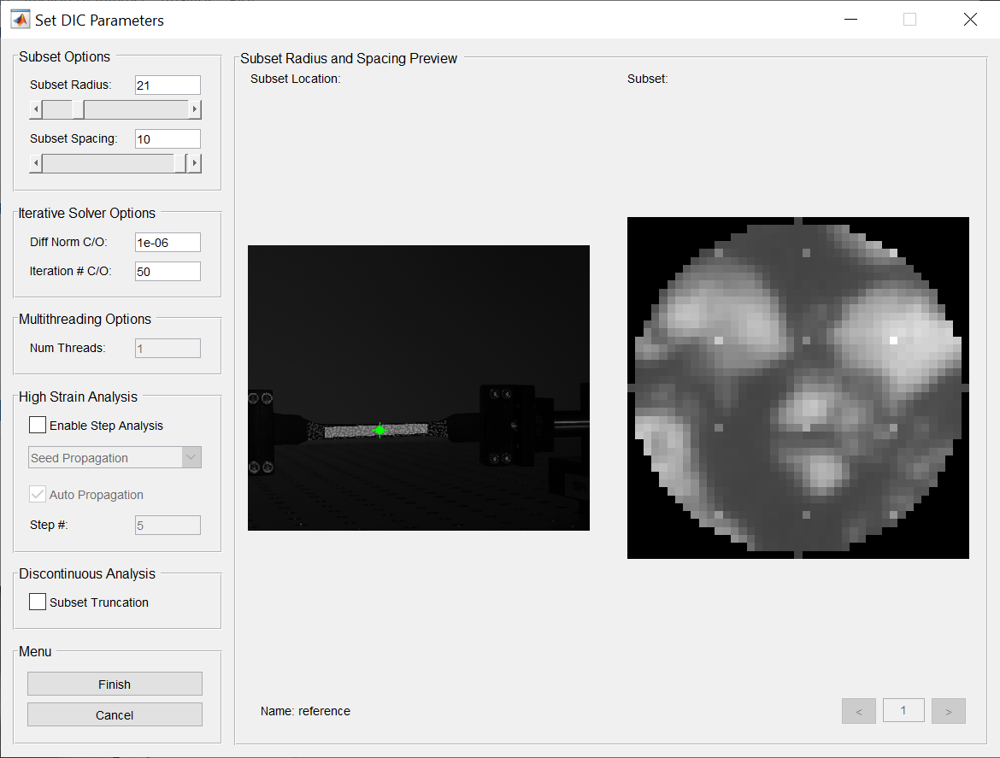 Set DIC Parameters
Subset Options
Subset Radius: 21
Subset Spacing: 10
Iterative Solver Options
Diff Norm C/O: 1e-06
Iteration # C/O: 50
Multithreading Options
Num Threads: 1
High Strain Analysis
Enable Step Analysis
Seed Propagation
Auto Propagation
Step #: 5
Discontinuous Analysis
Subset Truncation
Menu
Finish
Cancel
Subset Radius and Spacing Preview
Subset Location:
Subset:
Name: reference
< 1 >